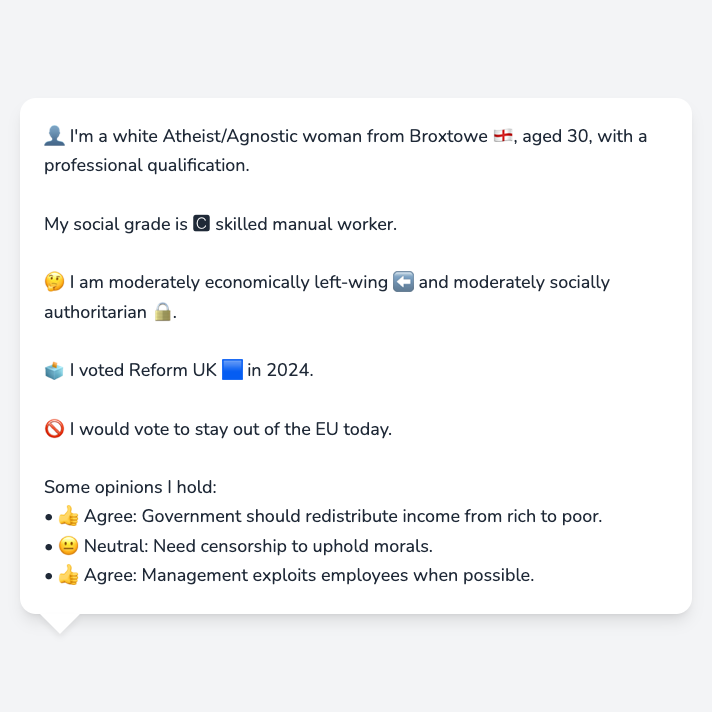 👤 I'm a white Atheist/Agnostic woman from Broxtowe 🏴󠁧󠁢󠁥󠁮󠁧󠁿, aged 30, with a
professional qualification.
My social grade is 🅲 skilled manual worker.
🤔 I am moderately economically left-wing ⬅️ and moderately socially
authoritarian 🔒.
🗳️ I voted Reform UK 🟦 in 2024.
🚫 I would vote to stay out of the EU today.
Some opinions I hold:
• 👍 Agree: Government should redistribute income from rich to poor.
• 😐 Neutral: Need censorship to uphold morals.
• 👍 Agree: Management exploits employees when possible.